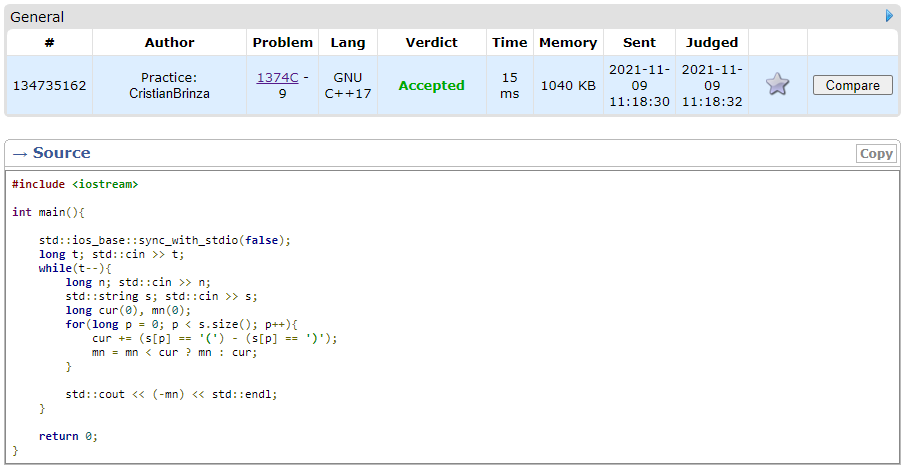 General
# Author Problem Lang Verdict Time Memory Sent Judged
134735162 Practice: CristianBrinza 1374C - 9 GNU C++17 Accepted 15 ms 1040 KB 2021-11-09 11:18:30 2021-11-09 11:18:32 Compare
→ Source Copy
#include <iostream>
int main(){
std::ios_base::sync_with_stdio(false);
long t; std::cin >> t;
while(t--){
long n; std::cin >> n;
std::string s; std::cin >> s;
long cur(0), mn(0);
for(long p = 0; p < s.size(); p++){
cur += (s[p] == '(') - (s[p] == ')');
mn = mn < cur ? mn : cur;
}
std::cout << (-mn) << std::endl;
}
return 0;
}